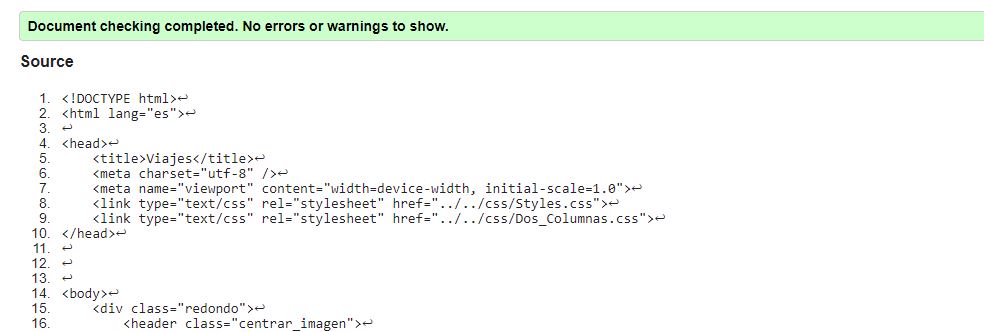 Document checking completed. No errors or warnings to show.
Source
1. <!DOCTYPE html>↩
2. <html lang="es">↩
3. ↩
4. <head>↩
5.     <title>Viajes</title>↩
6.     <meta charset="utf-8" />↩
7.     <meta name="viewport" content="width=device-width, initial-scale=1.0">↩
8.     <link type="text/css" rel="stylesheet" href="../../css/Styles.css">↩
9.     <link type="text/css" rel="stylesheet" href="../../css/Dos_Columnas.css">↩
10. </head>↩
11. ↩
12. ↩
13. ↩
14. <body>↩
15.     <div class="redondo">↩
16.         <header class="centrar_imagen">↩